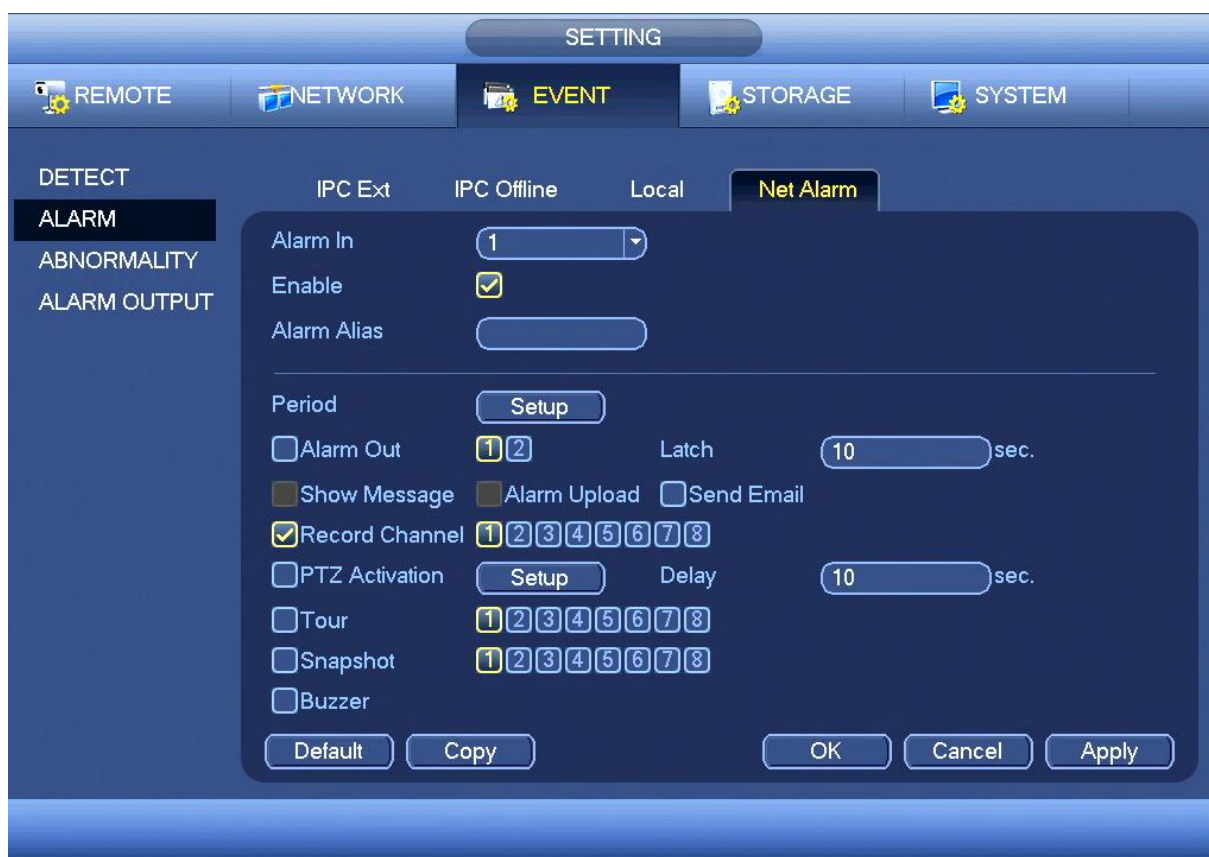 SETTING
REMOTE NETWORK EVENT STORAGE SYSTEM
DETECT
ALARM
ABNORMALITY
ALARM OUTPUT
IPC Ext IPC Offline Local Net Alarm
Alarm In 1
Enable
Alarm Alias
Period Setup
Alarm Out 1 2 Latch 10 sec.
Show Message Alarm Upload Send Email
Record Channel 1 2 3 4 5 6 7 8
PTZ Activation Setup Delay 10 sec.
Tour 1 2 3 4 5 6 7 8
Snapshot 1 2 3 4 5 6 7 8
Buzzer
Default Copy OK Cancel Apply